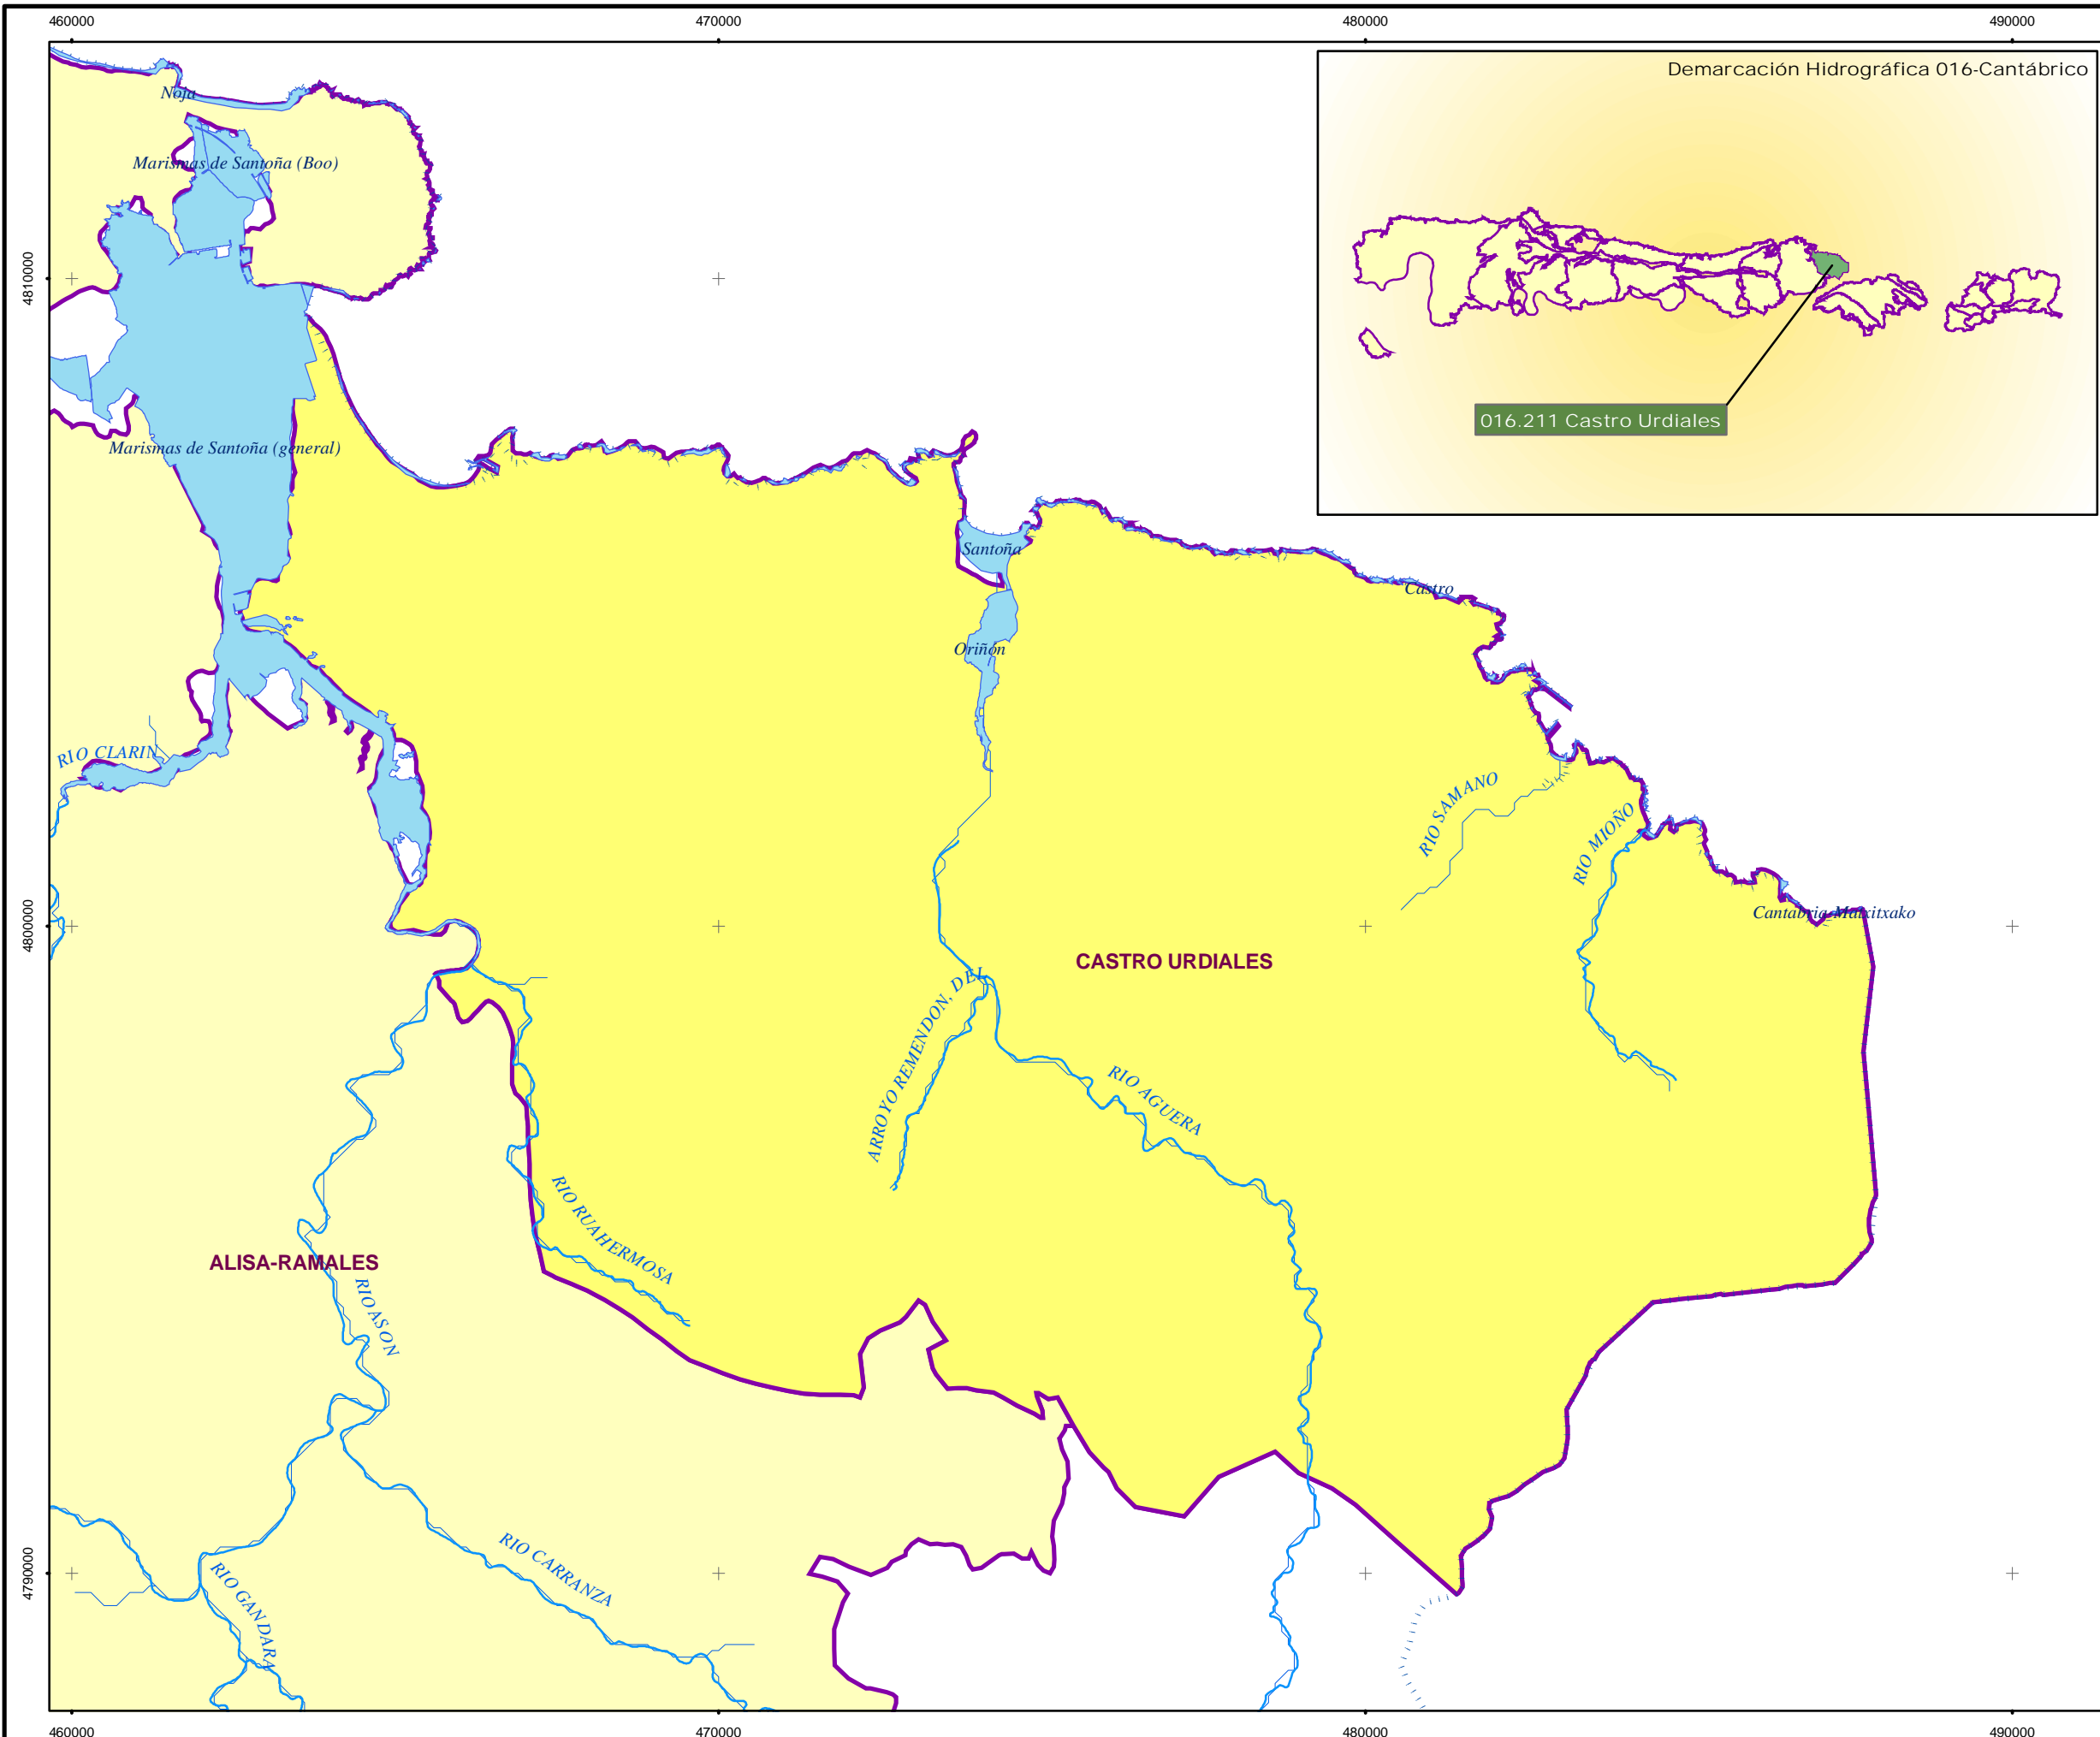 460000
470000
480000
490000
Demarcación Hidrográfica 016-Cantábrico
Noja
Marismas de Santoña (Boo)
4810000
016.211 Castro Urdiales
Marismas de Santoña (general)
Santoña
Castro
Oriñón
RIO CLARIN
RIO SAMANO
RIO MIOÑO
4800000
Cantabria-Matxitxako
CASTRO URDIALES
ARROYO REMENDON, DEL
RIO AGUERA
RIO RUAHERMOSA
ALISA-RAMALES
RIO ASON
RIO CARRANZA
RIO GANDARA
4790000
460000
470000
480000
490000